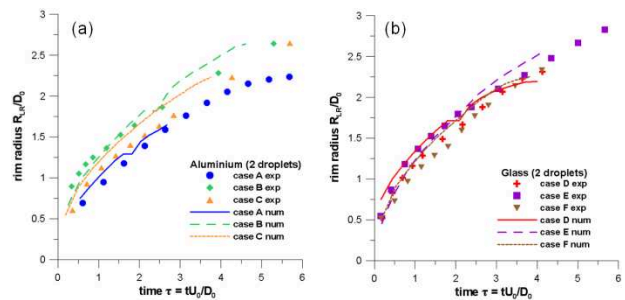 (a)
rim radius R_LR/D_0
3
2.5
2
1.5
1
0.5
0
Aluminium (2 droplets)
case A exp
case B exp
case C exp
case A num
case B num
case C num
0 1 2 3 4 5 6
time τ = tU_0/D_0
(b)
rim radius R_LR/D_0
3
2.5
2
1.5
1
0.5
0
Glass (2 droplets)
case D exp
case E exp
case F exp
case D num
case E num
case F num
0 1 2 3 4 5 6
time τ = tU_0/D_0